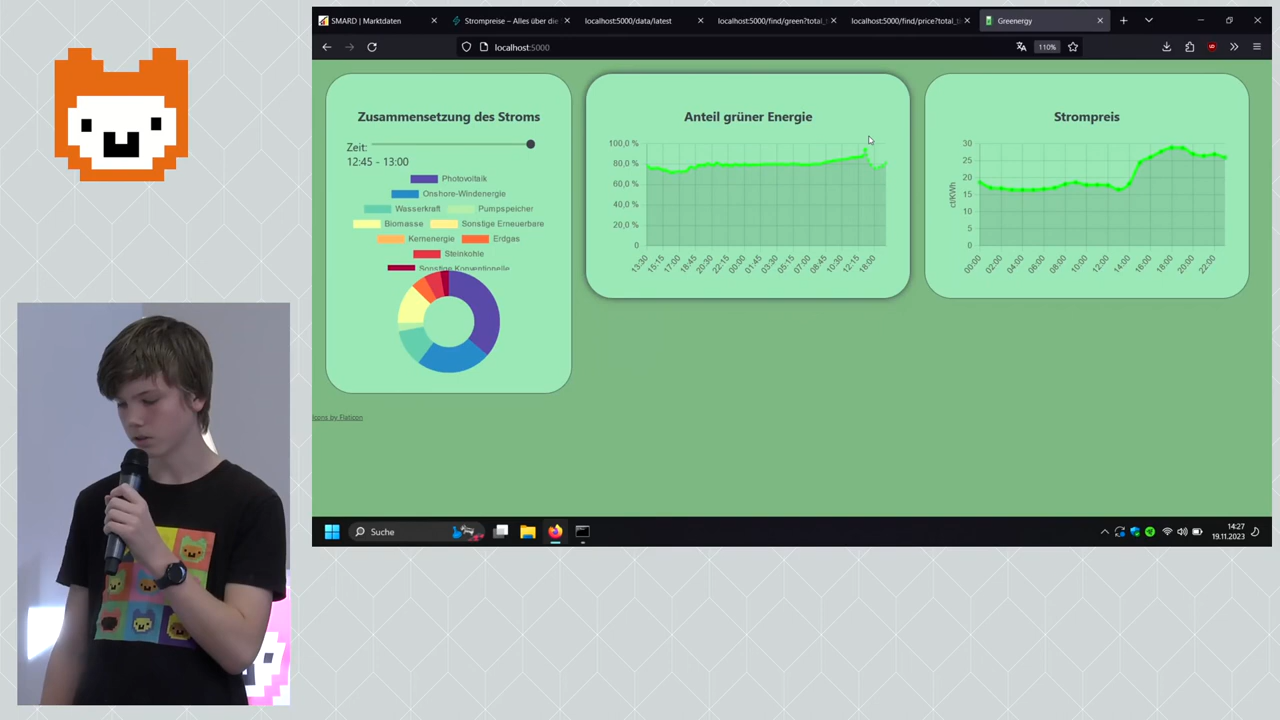 SMARD | Marktdaten
Strompreise – Alles über die
localhost:5000/data/latest
localhost:5000/find/green?total_
localhost:5000/find/price?total_ti
Greenergy
localhost:5000
110%
Zusammensetzung des Stroms
Zeit:
12:45 - 13:00
Photovoltaik
Onshore-Windenergie
Wasserkraft Pumpspeicher
Biomasse Sonstige Erneuerbare
Kernenergie Erdgas
Steinkohle
Sonstige Konventionelle
Anteil grüner Energie
100,0 %
80,0 %
60,0 %
40,0 %
20,0 %
0
13:30 15:15 17:00 18:45 20:30 22:15 00:00 01:45 03:30 05:15 07:00 08:45 10:30 12:15 18:00
Strompreis
ct/KWh
30
25
20
15
10
5
0
00:00 02:00 04:00 06:00 08:00 10:00 12:00 14:00 16:00 18:00 20:00 22:00
Icons by Flaticon
Suche
14:27
19.11.2023